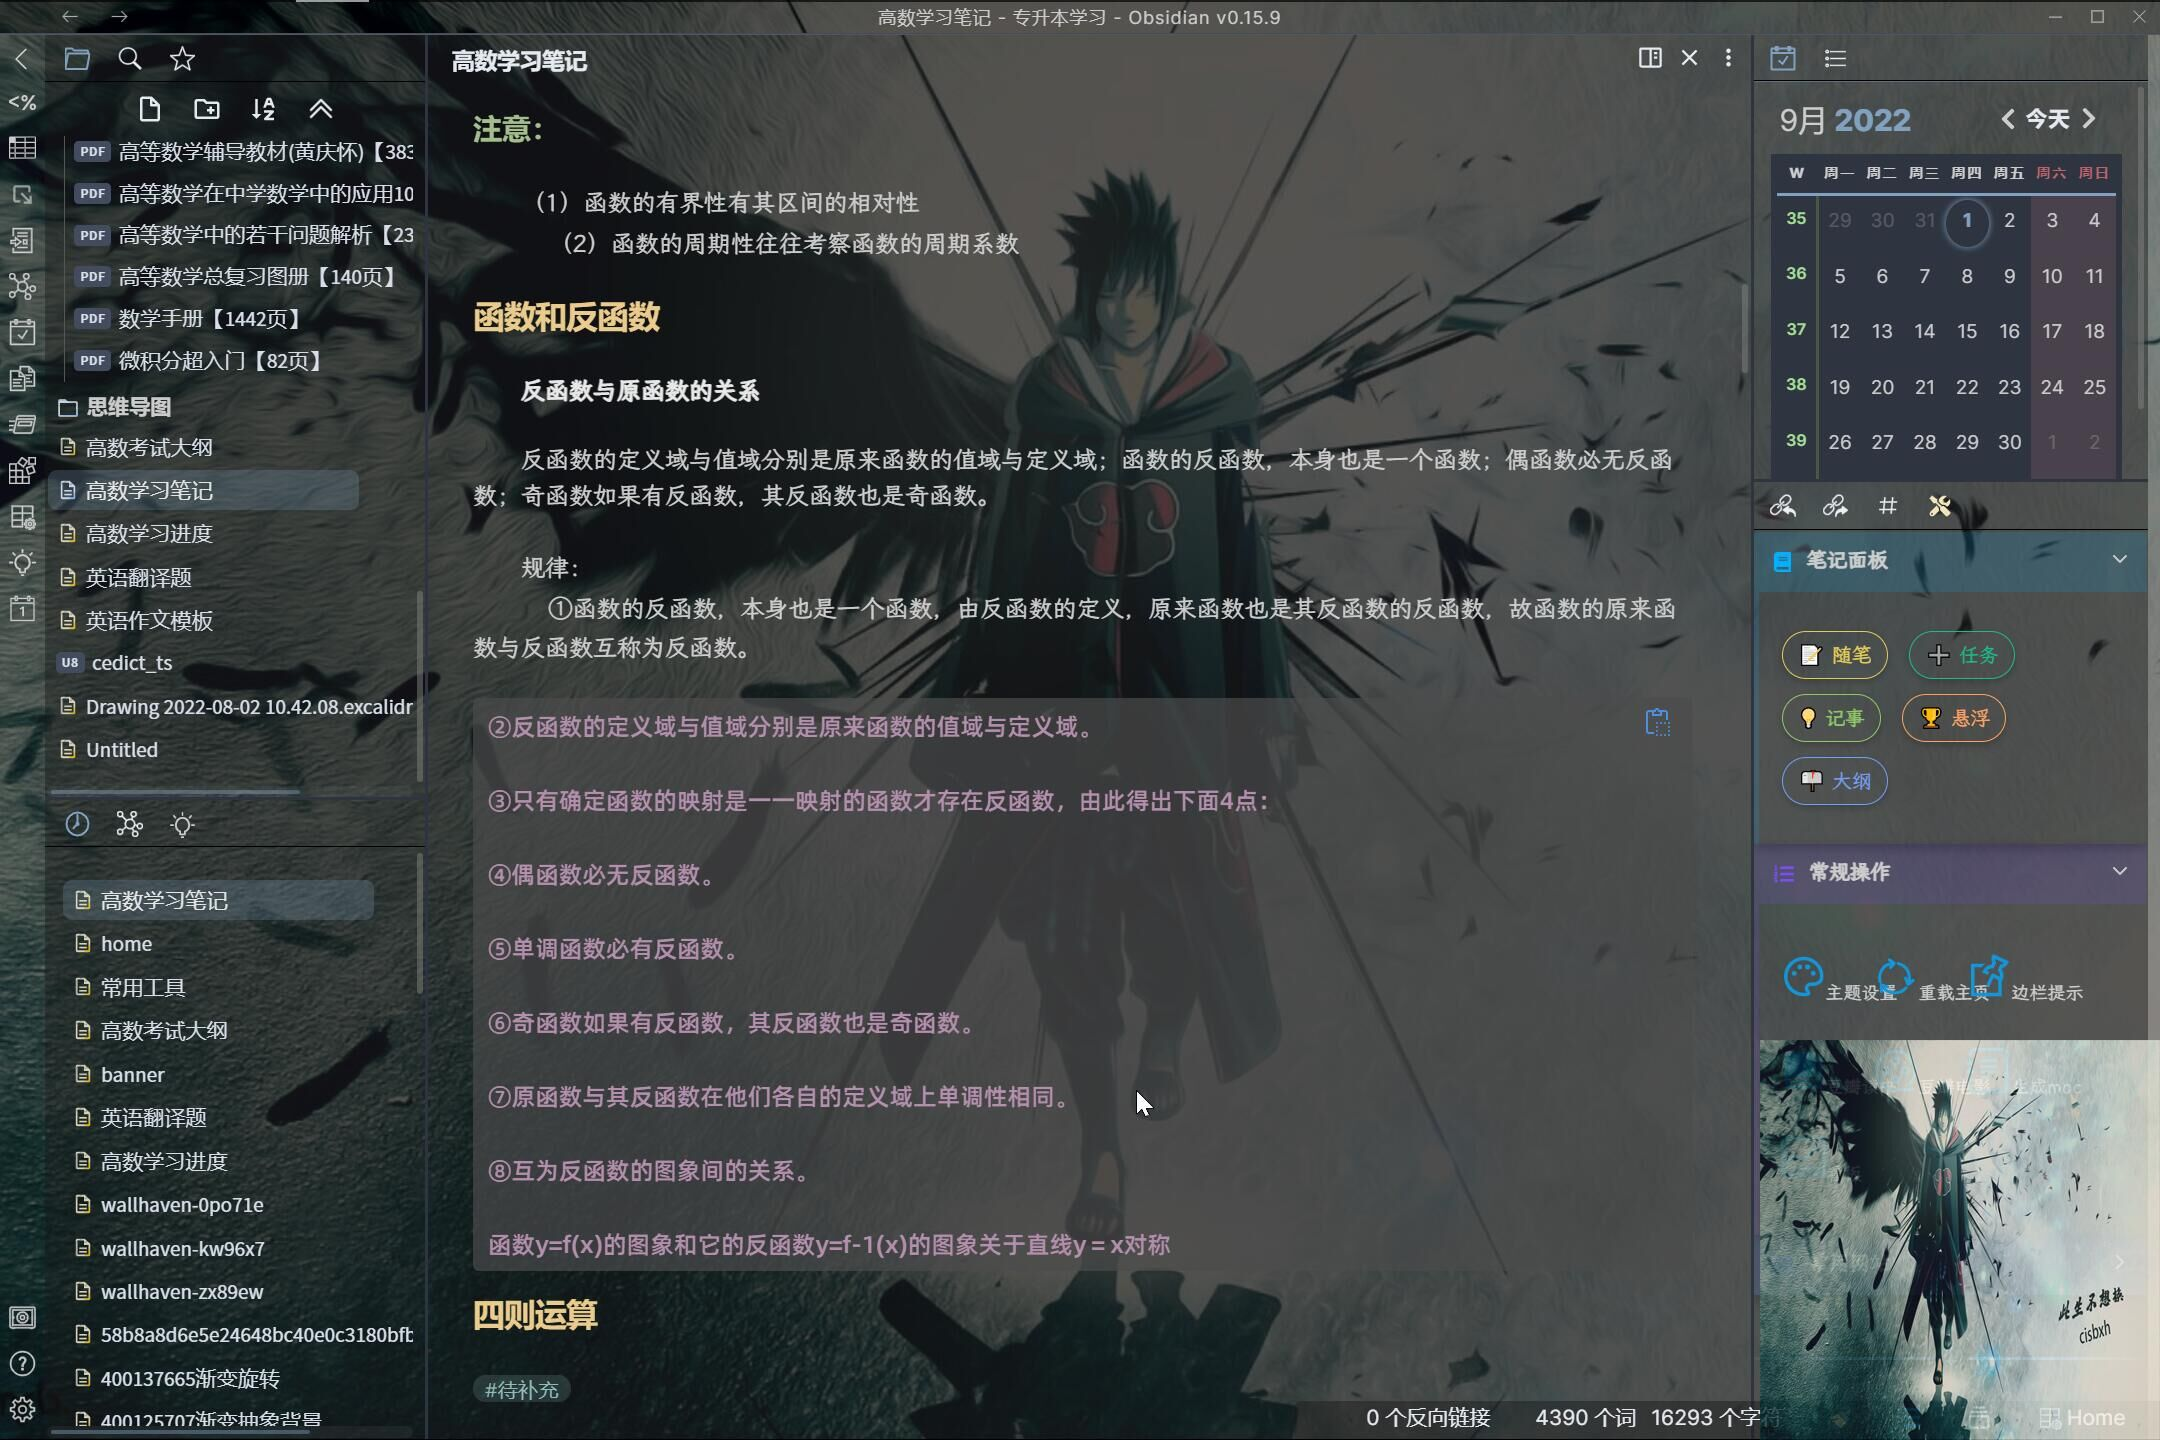 高数学习笔记 - 专升本学习 - Obsidian v0.15.9
PDF 高等数学辅导教材(黄庆怀)【383
PDF 高等数学在中学数学中的应用10
PDF 高等数学中的若干问题解析【23
PDF 高等数学总复习图册【140页】
PDF 数学手册【1442页】
PDF 微积分超入门【82页】
思维导图
高数考试大纲
高数学习笔记
高数学习进度
英语翻译题
英语作文模板
U8 cedict_ts
Drawing 2022-08-02 10.42.08.excalidr
Untitled
高数学习笔记
home
常用工具
高数考试大纲
banner
英语翻译题
高数学习进度
wallhaven-0po71e
wallhaven-kw96x7
wallhaven-zx89ew
58b8a8d6e5e24648bc40e0c3180bfb
400137665渐变旋转
400125707渐变抽象背景
高数学习笔记
注意：
（1）函数的有界性有其区间的相对性
（2）函数的周期性往往考察函数的周期系数
函数和反函数
反函数与原函数的关系
反函数的定义域与值域分别是原来函数的值域与定义域；函数的反函数，本身也是一个函数；偶函数必无反函
数；奇函数如果有反函数，其反函数也是奇函数。
规律：
①函数的反函数，本身也是一个函数，由反函数的定义，原来函数也是其反函数的反函数，故函数的原来函
数与反函数互称为反函数。
②反函数的定义域与值域分别是原来函数的值域与定义域。
③只有确定函数的映射是一一映射的函数才存在反函数，由此得出下面4点：
④偶函数必无反函数。
⑤单调函数必有反函数。
⑥奇函数如果有反函数，其反函数也是奇函数。
⑦原函数与其反函数在他们各自的定义域上单调性相同。
⑧互为反函数的图象间的关系。
函数y=f(x)的图象和它的反函数y=f-1(x)的图象关于直线y = x对称
四则运算
#待补充
0 个反向链接 4390 个词 16293 个字符
9月 2022 今天
W 周一 周二 周三 周四 周五 周六 周日
35 29 30 31 1 2 3 4
36 5 6 7 8 9 10 11
37 12 13 14 15 16 17 18
38 19 20 21 22 23 24 25
39 26 27 28 29 30 1 2
笔记面板
随笔 任务
记事 悬浮
大纲
常规操作
主题设置 重载主页 边栏提示
此生不想挨
cisbxh
Home